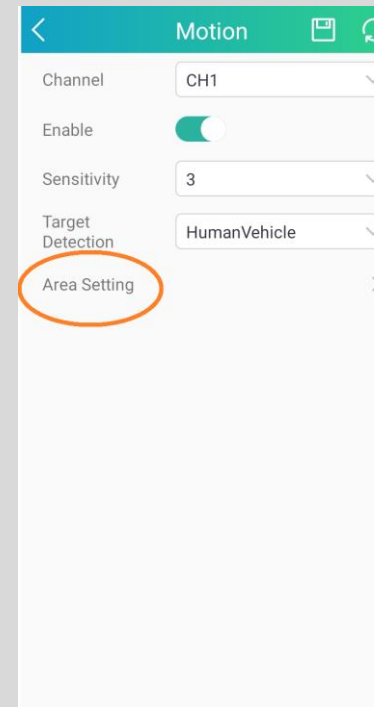 Motion
Channel
CH1
Enable
Sensitivity
3
Target
Detection
HumanVehicle
Area Setting